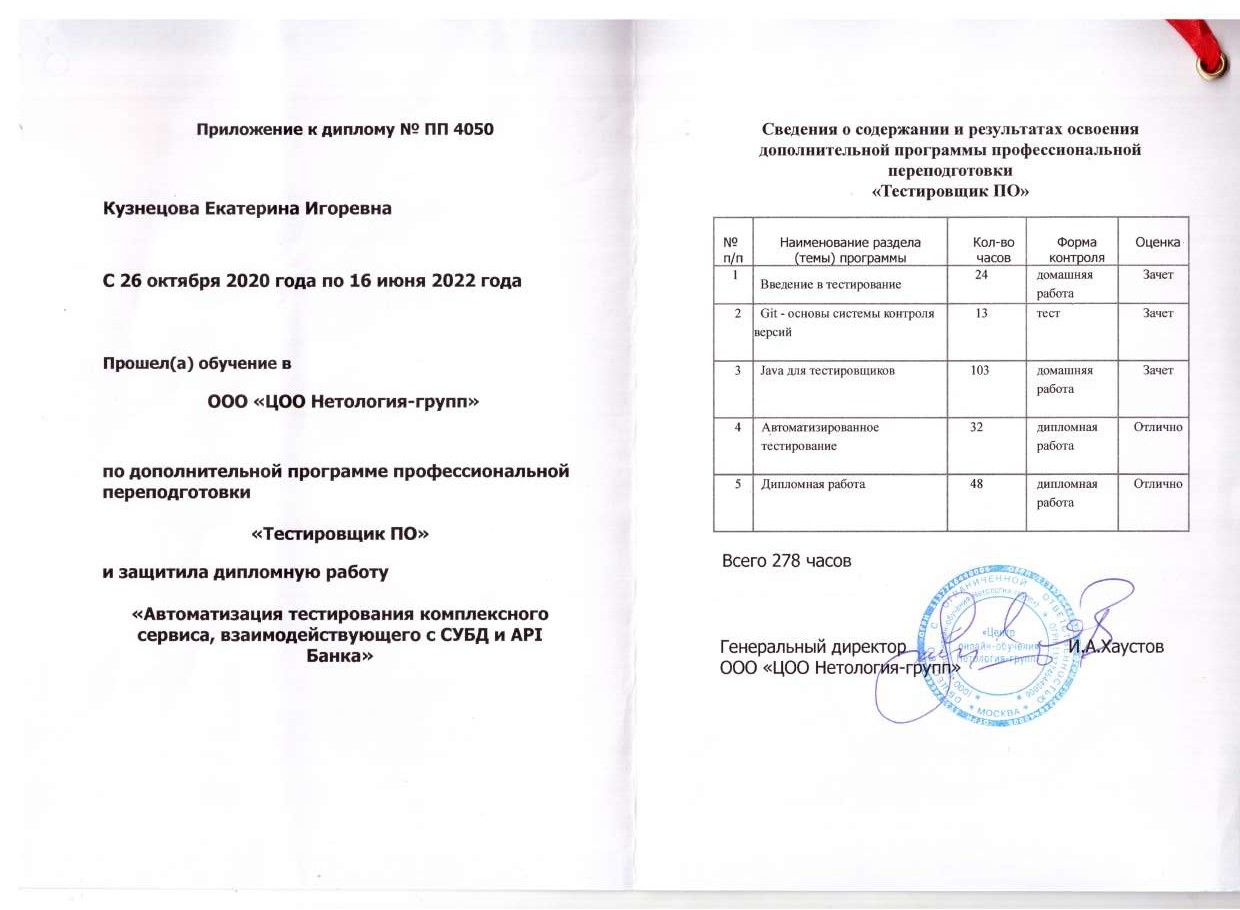 Приложение к диплому № ПП 4050
Кузнецова Екатерина Игоревна
С 26 октября 2020 года по 16 июня 2022 года
Прошел(а) обучение в
ООО «ЦОО Нетология-групп»
по дополнительной программе профессиональной
переподготовки
«Тестировщик ПО»
и защитила дипломную работу
«Автоматизация тестирования комплексного
сервиса, взаимодействующего с СУБД и API
Банка»
Сведения о содержании и результатах освоения
дополнительной программы профессиональной
переподготовки
«Тестировщик ПО»
№ п/п Наименование раздела (темы) программы Кол-во часов Форма контроля Оценка
1 Введение в тестирование 24 домашняя работа Зачет
2 Git - основы системы контроля версий 13 тест Зачет
3 Java для тестировщиков 103 домашняя работа Зачет
4 Автоматизированное тестирование 32 дипломная работа Отлично
5 Дипломная работа 48 дипломная работа Отлично
Всего 278 часов
Генеральный директор И.А.Хаустов
ООО «ЦОО Нетология-групп»
«Центр
онлайн-обучения
Нетология-групп»
* МОСКВА *